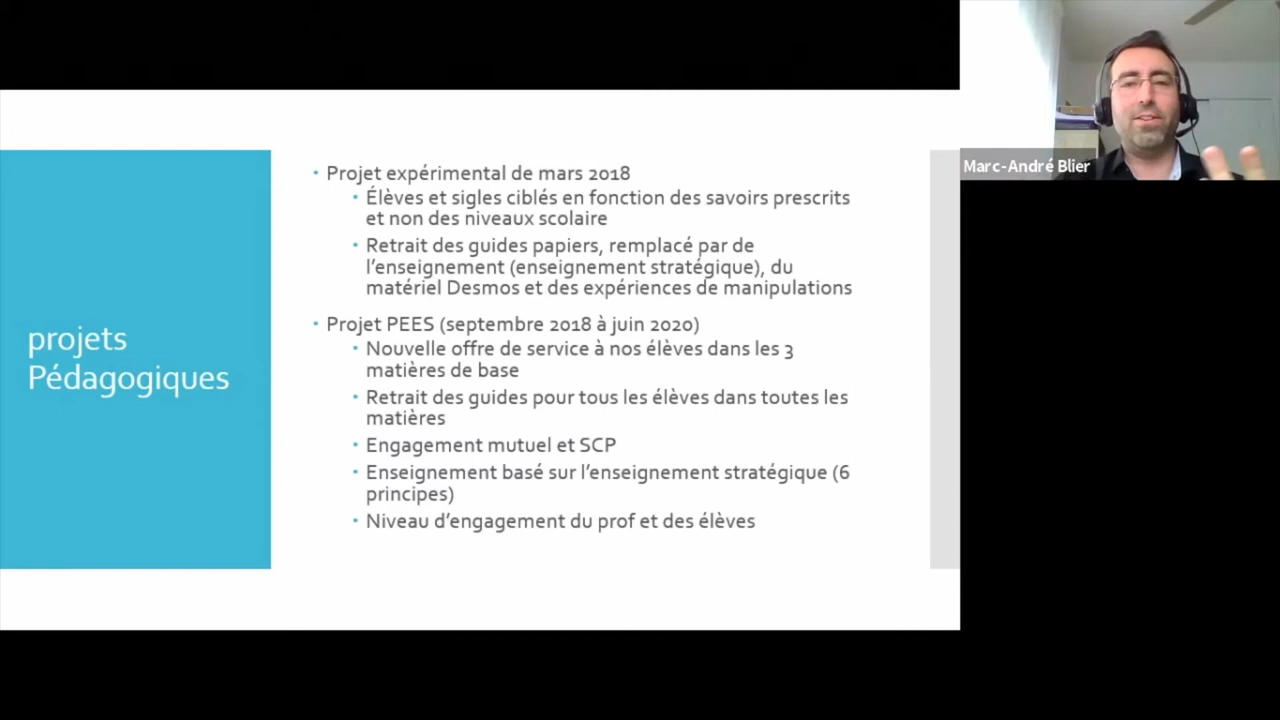 projets
Pédagogiques
Projet expérimental de mars 2018
Élèves et sigles ciblés en fonction des savoirs prescrits
et non des niveaux scolaire
Retrait des guides papiers, remplacé par de
l'enseignement (enseignement stratégique), du
matériel Desmos et des expériences de manipulations
Projet PEES (septembre 2018 à juin 2020)
Nouvelle offre de service à nos élèves dans les 3
matières de base
Retrait des guides pour tous les élèves dans toutes les
matières
Engagement mutuel et SCP
Enseignement basé sur l'enseignement stratégique (6
principes)
Niveau d'engagement du prof et des élèves
Marc-André Blier